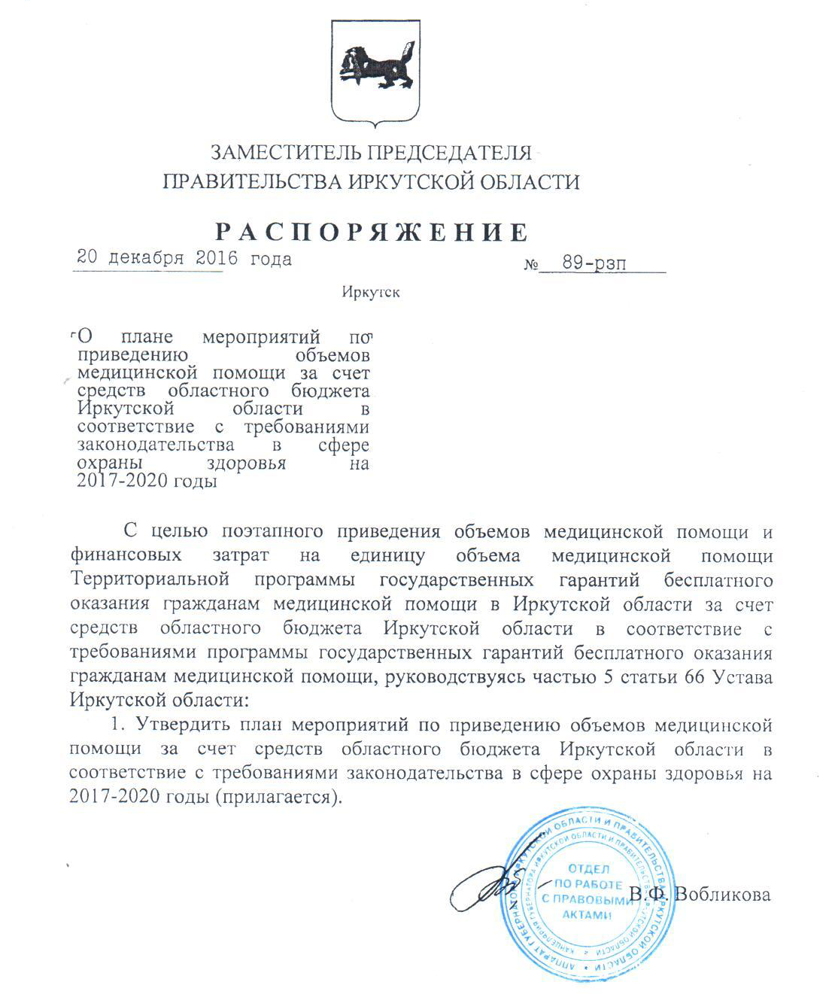 ЗАМЕСТИТЕЛЬ ПРЕДСЕДАТЕЛЯ
ПРАВИТЕЛЬСТВА ИРКУТСКОЙ ОБЛАСТИ
РАСПОРЯЖЕНИЕ
20 декабря 2016 года
№ 89-рзп
Иркутск
О плане мероприятий по
приведению объемов
медицинской помощи за счет
средств областного бюджета
Иркутской области в
соответствие с требованиями
законодательства в сфере
охраны здоровья на
2017-2020 годы
С целью поэтапного приведения объемов медицинской помощи и
финансовых затрат на единицу объема медицинской помощи
Территориальной программы государственных гарантий бесплатного
оказания гражданам медицинской помощи в Иркутской области за счет
средств областного бюджета Иркутской области в соответствие с
требованиями программы государственных гарантий бесплатного оказания
гражданам медицинской помощи, руководствуясь частью 5 статьи 66 Устава
Иркутской области:
1. Утвердить план мероприятий по приведению объемов медицинской
помощи за счет средств областного бюджета Иркутской области в
соответствие с требованиями законодательства в сфере охраны здоровья на
2017-2020 годы (прилагается).
АППАРАТ ГУБЕРНАТОРА ИРКУТСКОЙ ОБЛАСТИ И ПРАВИТЕЛЬСТВА ИРКУТСКОЙ ОБЛАСТИ
КАНЦЕЛЯРИЯ ГУБЕРНАТОРА ИРКУТСКОЙ ОБЛАСТИ И ПРАВИТЕЛЬСТВА ИРКУТСКОЙ ОБЛАСТИ
ОТДЕЛ
ПО РАБОТЕ
С ПРАВОВЫМИ
АКТАМИ
В.Ф. Вобликова